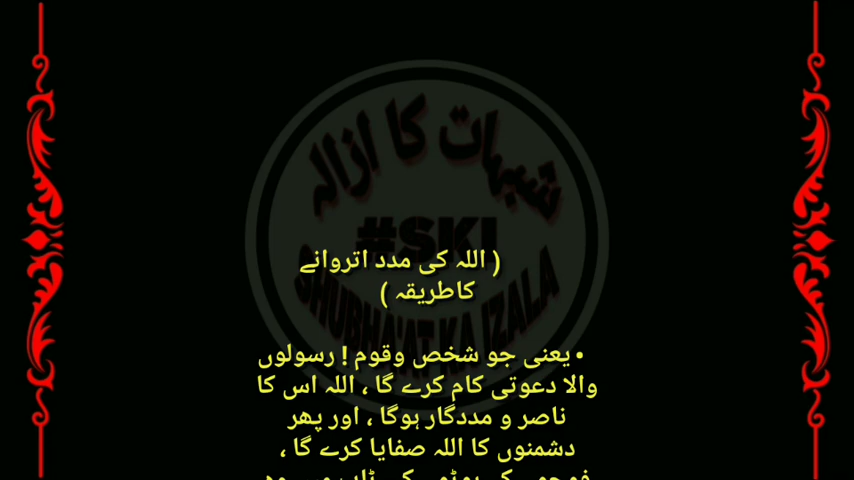 شبہات کا ازالہ
#SKI
SHUBHA'AT KA IZALA
( اللہ کی مدد اتروانے
کاطریقہ )
• یعنی جو شخص وقوم ! رسولوں
والا دعوتی کام کرے گا ، اللہ اس کا
ناصر و مددگار ہوگا ، اور پھر
دشمنوں کا اللہ صفایا کرے گا ،